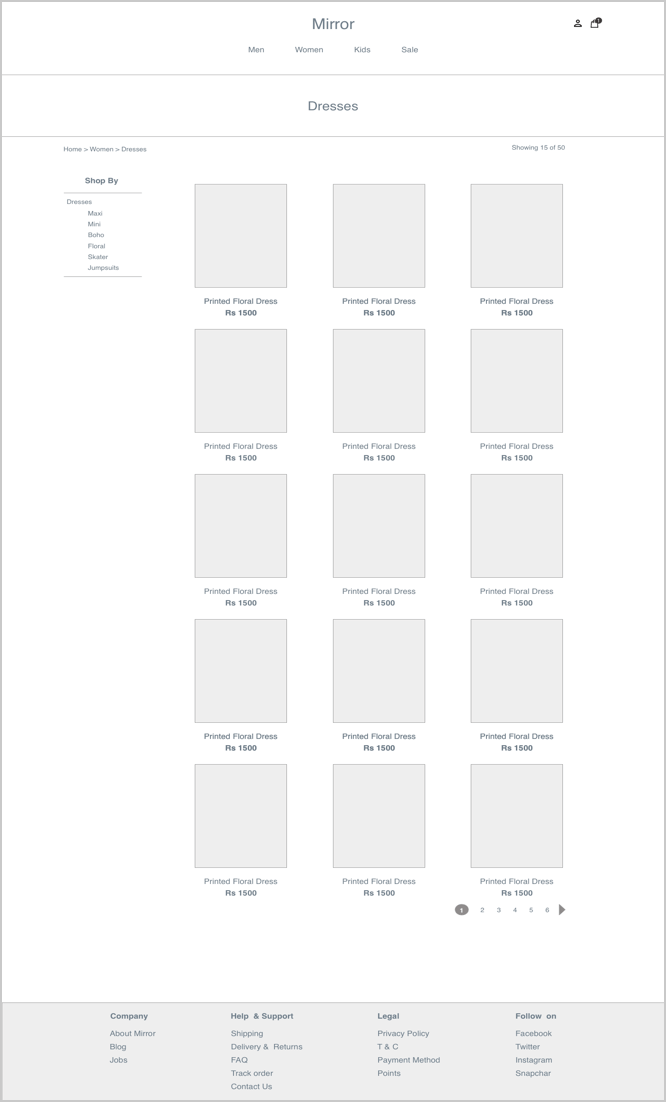 Mirror
1
Men Women Kids Sale
Dresses
Home > Women > Dresses
Showing 15 of 50
Shop By
Dresses
Maxi
Mini
Boho
Floral
Skater
Jumpsuits
Printed Floral Dress Printed Floral Dress Printed Floral Dress
Rs 1500 Rs 1500 Rs 1500
Printed Floral Dress Printed Floral Dress Printed Floral Dress
Rs 1500 Rs 1500 Rs 1500
Printed Floral Dress Printed Floral Dress Printed Floral Dress
Rs 1500 Rs 1500 Rs 1500
Printed Floral Dress Printed Floral Dress Printed Floral Dress
Rs 1500 Rs 1500 Rs 1500
Printed Floral Dress Printed Floral Dress Printed Floral Dress
Rs 1500 Rs 1500 Rs 1500
1 2 3 4 5 6
Company
About Mirror
Blog
Jobs
Help & Support
Shipping
Delivery & Returns
FAQ
Track order
Contact Us
Legal
Privacy Policy
T & C
Payment Method
Points
Follow on
Facebook
Twitter
Instagram
Snapchar